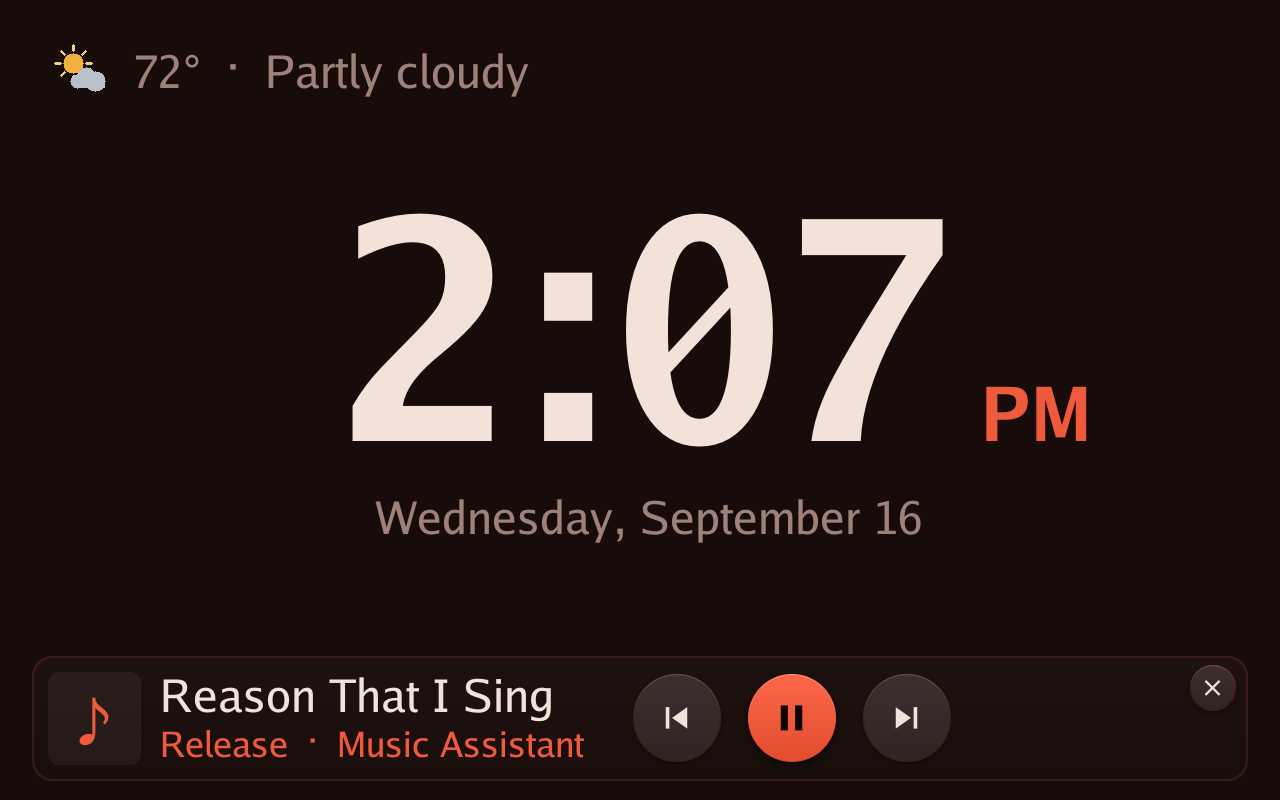 72° · Partly cloudy
2:07 PM
Wednesday, September 16
Reason That I Sing
Release · Music Assistant